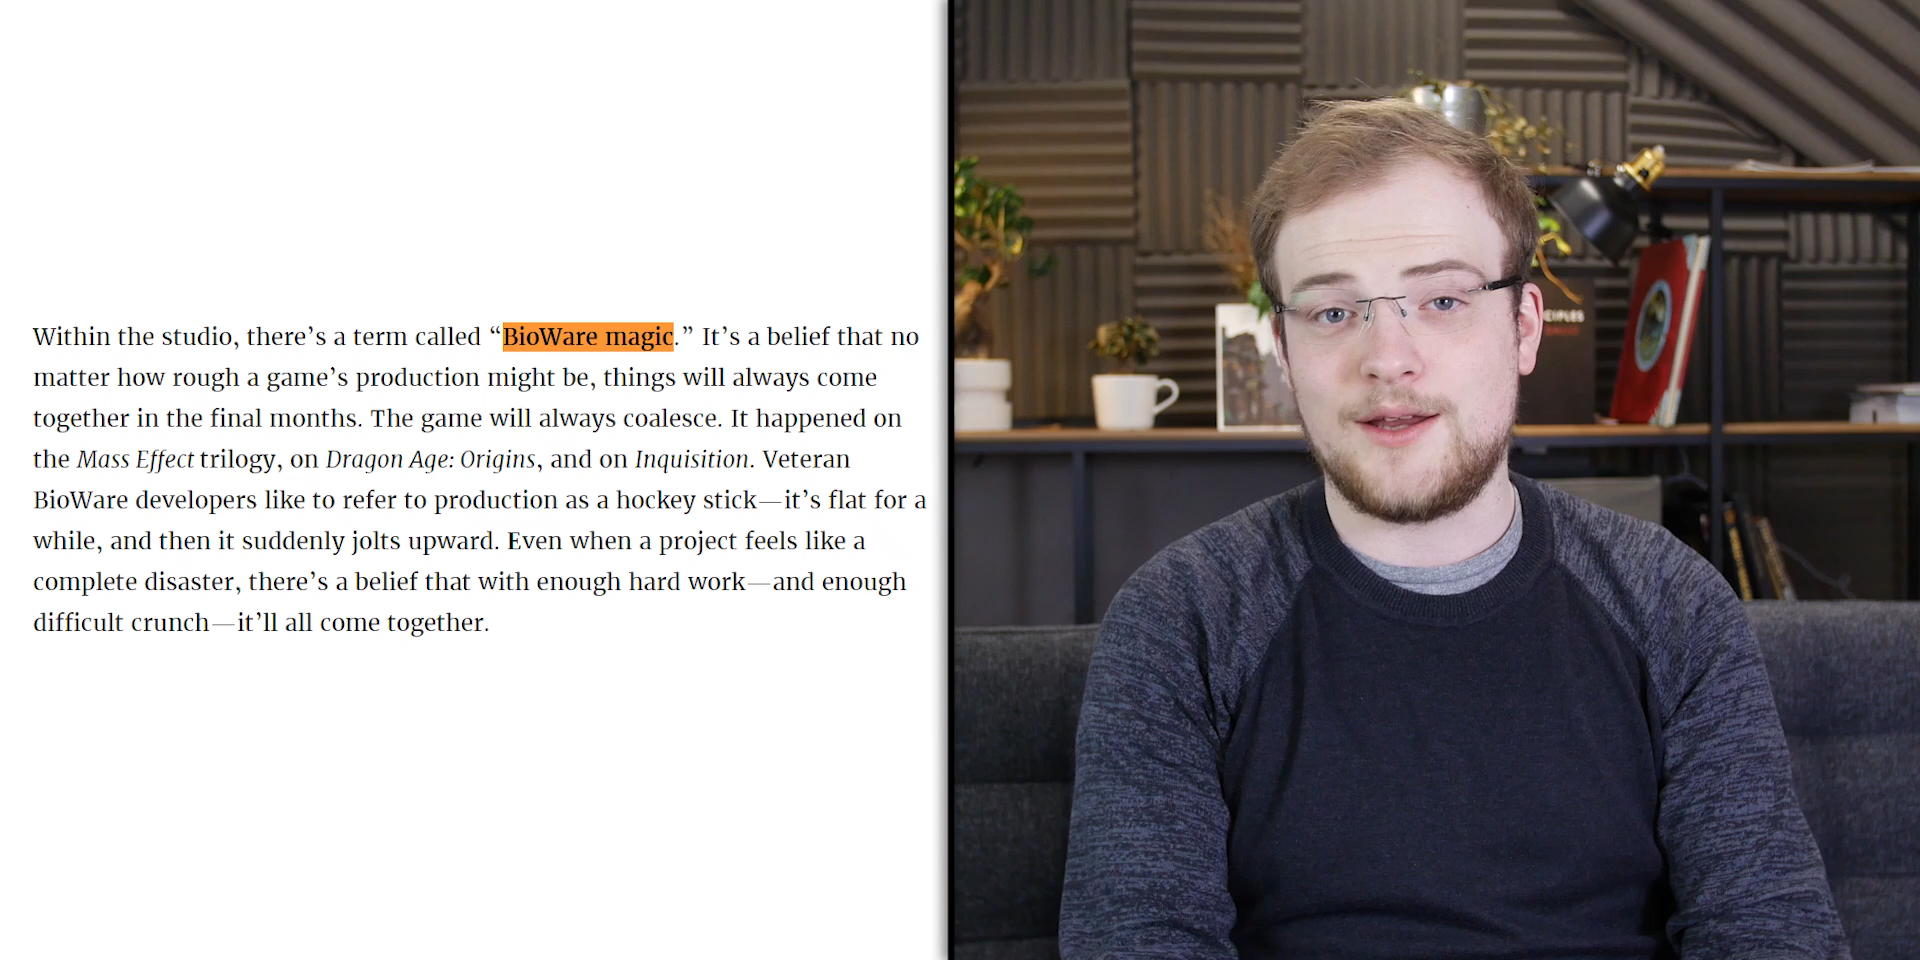 Within the studio, there’s a term called “BioWare magic.” It’s a belief that no
matter how rough a game’s production might be, things will always come
together in the final months. The game will always coalesce. It happened on
the Mass Effect trilogy, on Dragon Age: Origins, and on Inquisition. Veteran
BioWare developers like to refer to production as a hockey stick—it’s flat for a
while, and then it suddenly jolts upward. Even when a project feels like a
complete disaster, there’s a belief that with enough hard work—and enough
difficult crunch—it’ll all come together.